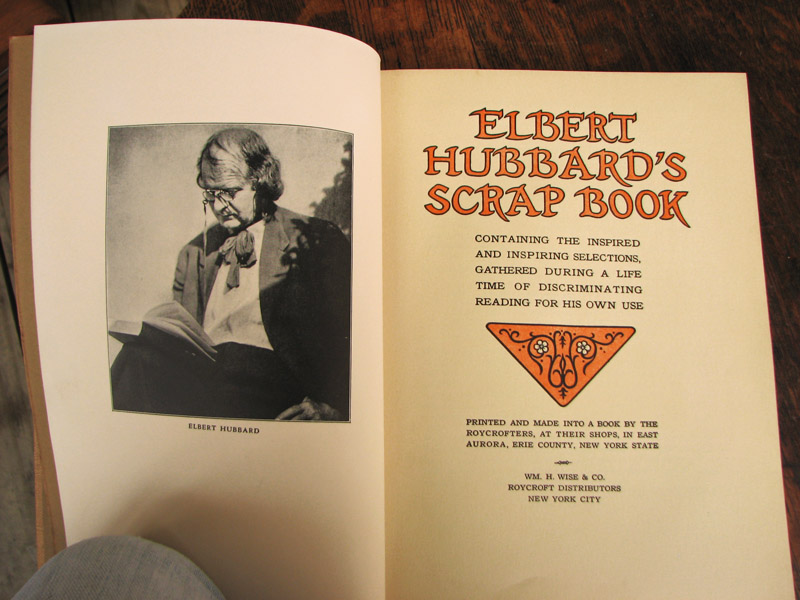 ELBERT HUBBARD
ELBERT
HUBBARD'S
SCRAP BOOK
CONTAINING THE INSPIRED
AND INSPIRING SELECTIONS,
GATHERED DURING A LIFE
TIME OF DISCRIMINATING
READING FOR HIS OWN USE
PRINTED AND MADE INTO A BOOK BY THE
ROYCROFTERS, AT THEIR SHOPS, IN EAST
AURORA, ERIE COUNTY, NEW YORK STATE
WM. H. WISE & CO.
ROYCROFT DISTRIBUTORS
NEW YORK CITY